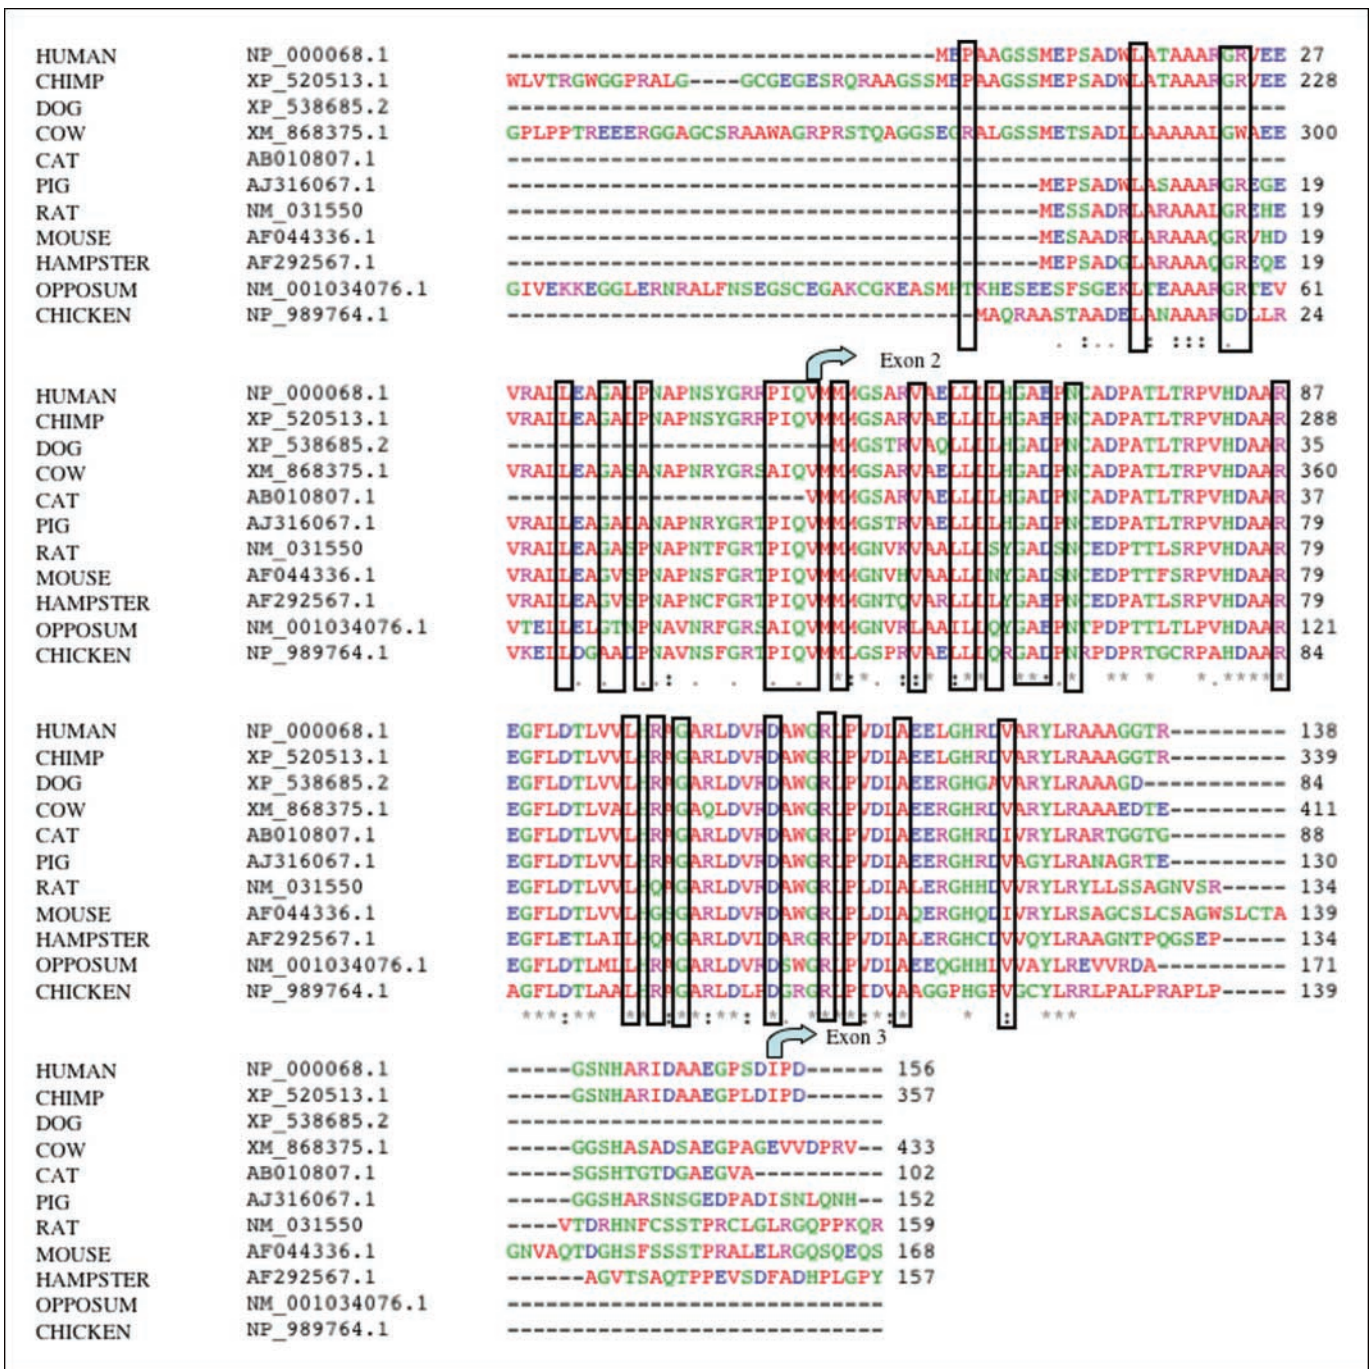 HUMAN NP_000068.1 ---------------------------------MEPAAGSSMEPSADWLATAAARGRVEE 27
CHIMP XP_520513.1 WLVTRGWGGPRALG----GCGEGESRQRAAGSSMEPAAGSSMEPSADWLATAAARGRVEE 228
DOG XP_538685.2 ------------------------------------------------------------
COW XM_868375.1 GPLPPTREEERGGAGCSRAAWAGRPRSTQAGGSEGRALGSSMETSADLLAAAAALGWAEE 300
CAT AB010807.1 ------------------------------------------------------------
PIG AJ316067.1 -----------------------------------------MEPSADWLASAAARGREGE 19
RAT NM_031550 -----------------------------------------MESSADRLARAAALGREHE 19
MOUSE AF044336.1 -----------------------------------------MESAADRLARAAAQGRVHD 19
HAMPSTER AF292567.1 -----------------------------------------MEPSADGLARAAAQGREQE 19
OPPOSUM NM_001034076.1 GIVEKKEGGLERNRALFNSEGSCEGAKCGKEASMHTKHESEESFSGEKLTEAAARGRTEV 61
CHICKEN NP_989764.1 ------------------------------------MAQRAASTAADELANAAARGDLLR 24
Exon 2
HUMAN NP_000068.1 VRALLEAGALPNAPNSYGRRPIQVMMMGSARVAELLLLHGAEPNCADPATLTRPVHDAAR 87
CHIMP XP_520513.1 VRALLEAGALPNAPNSYGRRPIQVMMMGSARVAELLLLHGAEPNCADPATLTRPVHDAAR 288
DOG XP_538685.2 -------------------------MMGSTRVAQLLLLHGAEPNCADPATLTRPVHDAAR 35
COW XM_868375.1 VRALLEAGASANAPNRYGRSAIQVMMMGSARVAELLLLHGADPNCADPATLTRPVHDAAR 360
CAT AB010807.1 -----------------------VMMMGSARVAELLLLHGADPNCADPATLTRPVHDAAR 37
PIG AJ316067.1 VRALLEAGALANAPNRYGRTPIQVMMMGSTRVAELLLLHGADPNCEDPATLTRPVHDAAR 79
RAT NM_031550 VRALLEAGASPNAPNTFGRTPIQVMMMGNVKVAALLLSYGADSNCEDPTTLSRPVHDAAR 79
MOUSE AF044336.1 VRALLEAGVSPNAPNSFGRTPIQVMMMGNVHVAALLLNYGADSNCEDPTTFSRPVHDAAR 79
HAMPSTER AF292567.1 VRALLEAGVSPNAPNCFGRTPIQVMMMGNTQVARLLLLYGAEPNCEDPATLSRPVHDAAR 79
OPPOSUM NM_001034076.1 VTELLELGTNPNAVNRFGRSAIQVMMMGNVRLAAILLQYGAEPNTPDPTTLTLPVHDAAR 121
CHICKEN NP_989764.1 VKELLDGAADPNAVNSFGRTPIQVMMLGSPRVAELLLQRGADPNRPDPRTGCRPAHDAAR 84
HUMAN NP_000068.1 EGFLDTLVVLHRAGARLDVRDAWGRLPVDLAEELGHRDVARYLRAAAGGTR--------- 138
CHIMP XP_520513.1 EGFLDTLVVLHRAGARLDVRDAWGRLPVDLAEELGHRDVARYLRAAAGGTR--------- 339
DOG XP_538685.2 EGFLDTLVVLHRAGARLDVRDAWGRLPVDLAEERGHGAVARYLRAAAGD----------- 84
COW XM_868375.1 EGFLDTLVALHRAGAQLDVRDAWGRLPVDLAEERGHRDVARYLRAAAEDTE--------- 411
CAT AB010807.1 EGFLDTLVVLHRAGARLDVRDAWGRLPVDLAEERGHRDIVRYLRARTGGTG--------- 88
PIG AJ316067.1 EGFLDTLVVLHRAGARLDVRDAWGRLPVDLAEERGHRDVAGYLRANAGRTE--------- 130
RAT NM_031550 EGFLDTLVVLHQAGARLDVRDAWGRLPLDLALERGHHDVVRYLRYLLSSAGNVSR----- 134
MOUSE AF044336.1 EGFLDTLVVLHGSGARLDVRDAWGRLPLDLAQERGHQDIVRYLRSAGCSLCSAGWSLCTA 139
HAMPSTER AF292567.1 EGFLETLAILHQAGARLDVLDARGRLPVDLALERGHCDVVQYLRAAGNTPQGSEP----- 134
OPPOSUM NM_001034076.1 EGFLDTLMLLHRAGARLDVRDSWGRLPVDLAEEQGHHLVVAYLREVVRDA---------- 171
CHICKEN NP_989764.1 AGFLDTLAALHRAGARLDLPDGRGRLPIDVAAGGPHGPVGCYLRRLPALPRAPLP----- 139
Exon 3
HUMAN NP_000068.1 -----GSNHARIDAAEGPSDIPD------ 156
CHIMP XP_520513.1 -----GSNHARIDAAEGPLDIPD------ 357
DOG XP_538685.2 -----------------------------
COW XM_868375.1 -----GGSHASADSAEGPAGEVVDPRV-- 433
CAT AB010807.1 -----SGSHTGTDGAEGVA---------- 102
PIG AJ316067.1 -----GGSHARSNSGEDPADISNLQNH-- 152
RAT NM_031550 ----VTDRHNFCSSTPRCLGLRGQPPKQR 159
MOUSE AF044336.1 GNVAQTDGHSFSSSTPRALELRGQSQEQS 168
HAMPSTER AF292567.1 ------AGVTSAQTPPEVSDFADHPLGPY 157
OPPOSUM NM_001034076.1 -----------------------------
CHICKEN NP_989764.1 -----------------------------